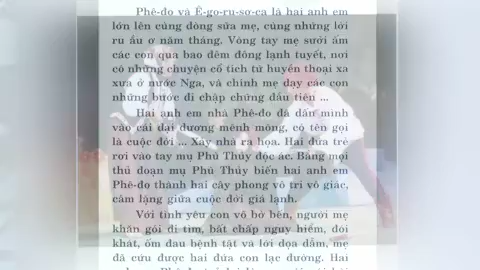 Phê-đo và Ê-go-ru-sơ-ca là hai anh em
lớn lên cùng dòng sữa mẹ, cùng những lời
ru ầu ơ năm tháng. Vòng tay mẹ sưởi ấm
các con qua bao đêm đông lạnh tuyết, nơi
có những chuyện cổ tích từ huyền thoại xa
xưa ở nước Nga, và chính mẹ dạy các con
những bước đi chập chững đầu tiên ...
Hai anh em nhà Phê-đo đã dấn mình
vào cái đại dương mênh mông, có tên gọi
là cuộc đời ... Xảy nhà ra họa. Hai đứa trẻ
rơi vào tay mụ Phù Thủy độc ác. Bằng mọi
thủ đoạn mụ Phù Thủy biến hai anh em
Phê-đo thành hai cây phong vô tri vô giác,
câm lặng giữa cuộc đời giá lạnh.
Với tình yêu con vô bờ bến, người mẹ
khăn gói đi tìm, bất chấp nguy hiểm, đói
khát, ốm đau bệnh tật và lời dọa dẫm, mẹ
đã cứu được hai đứa con lạc đường. Hai